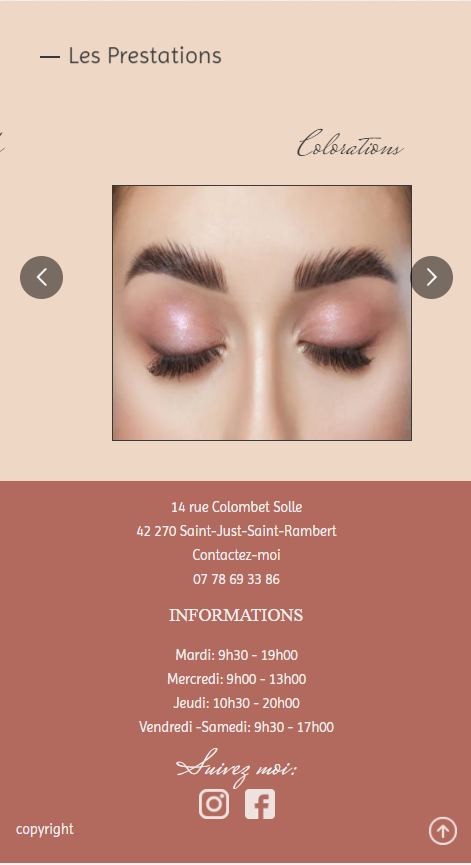 — Les Prestations
Colorations
14 rue Colombet Solle
42 270 Saint-Just-Saint-Rambert
Contactez-moi
07 78 69 33 86
INFORMATIONS
Mardi: 9h30 - 19h00
Mercredi: 9h00 - 13h00
Jeudi: 10h30 - 20h00
Vendredi -Samedi: 9h30 - 17h00
Suivez moi:
copyright